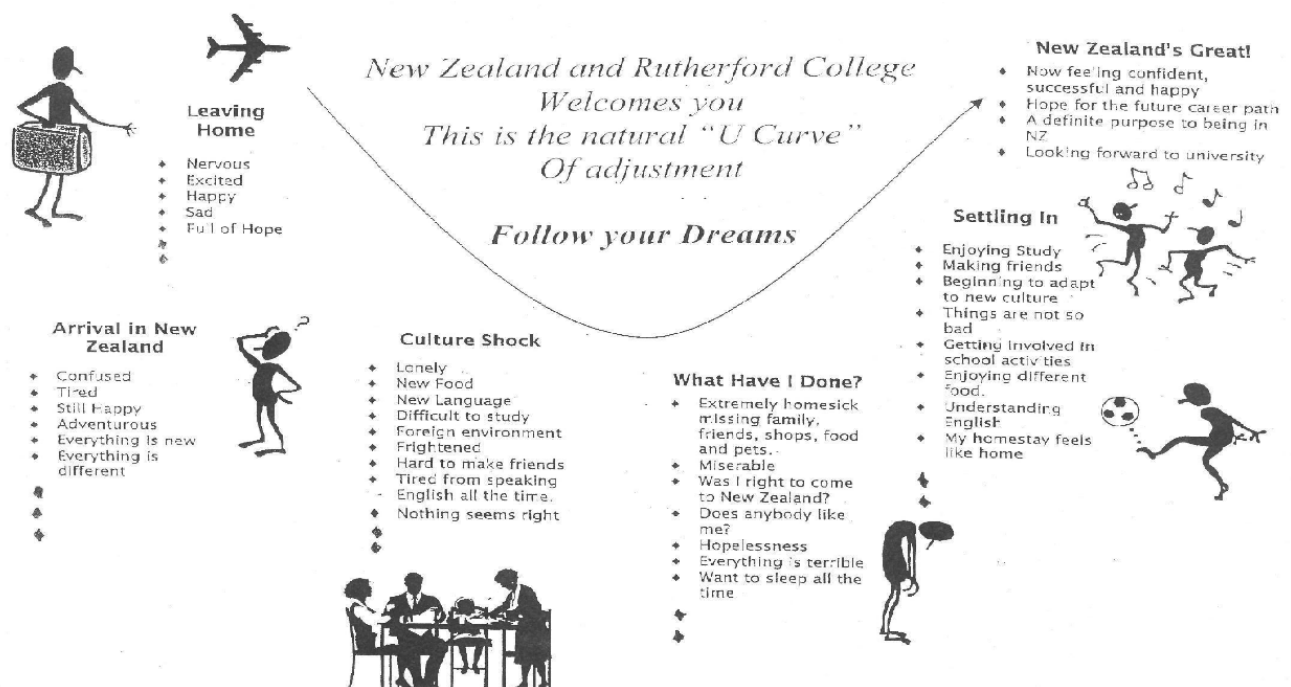 New Zealand and Rutherford College
Welcomes you
This is the natural “U Curve”
Of adjustment
Follow your Dreams
Leaving
Home
Nervous
Excited
Happy
Sad
Full of Hope
Arrival in New
Zealand
Confused
Tired
Still Happy
Adventurous
Everything is new
Everything is
different
?
Culture Shock
Lonely
New Food
New Language
Difficult to study
Foreign environment
Frightened
Hard to make friends
Tired from speaking
English all the time.
Nothing seems right
What Have I Done?
Extremely homesick
missing family,
friends, shops, food
and pets.
Miserable
Was I right to come
to New Zealand?
Does anybody like
me?
Hopelessness
Everything is terrible
Want to sleep all the
time
Settling In
Enjoying Study
Making friends
Beginning to adapt
to new culture
Things are not so
bad
Getting Involved in
school activities
Enjoying different
food.
Understanding
English
My homestay feels
like home
New Zealand's Great!
Now feeling confident,
successful and happy
Hope for the future career path
A definite purpose to being in
NZ
Looking forward to university